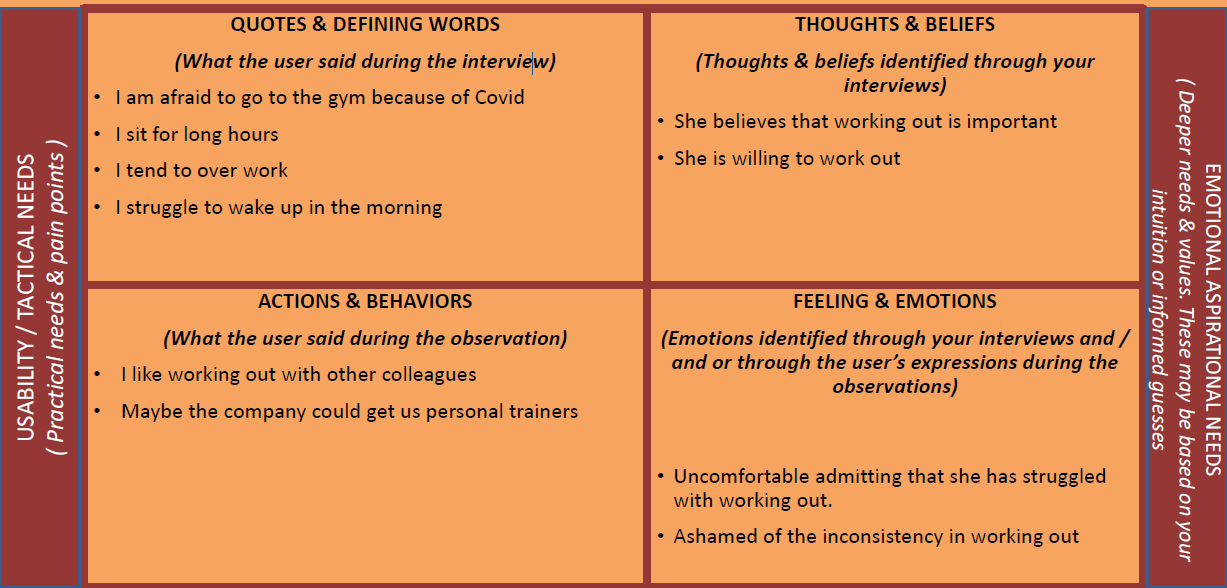 USABILITY / TACTICAL NEEDS
( Practical needs & pain points )
QUOTES & DEFINING WORDS
(What the user said during the interview)
• I am afraid to go to the gym because of Covid
• I sit for long hours
• I tend to over work
• I struggle to wake up in the morning
THOUGHTS & BELIEFS
(Thoughts & beliefs identified through your
interviews)
• She believes that working out is important
• She is willing to work out
ACTIONS & BEHAVIORS
(What the user said during the observation)
• I like working out with other colleagues
• Maybe the company could get us personal trainers
FEELING & EMOTIONS
(Emotions identified through your interviews and /
and or through the user’s expressions during the
observations)
• Uncomfortable admitting that she has struggled
with working out.
• Ashamed of the inconsistency in working out
EMOTIONAL ASPIRATIONAL NEEDS
( Deeper needs & values. These may be based on your
intuition or informed guesses